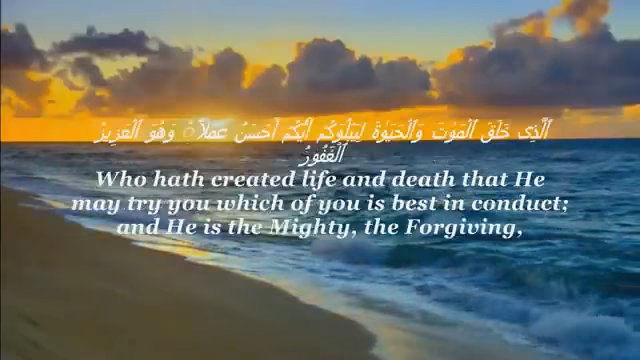 ٱلَّذِى خَلَقَ ٱلْمَوْتَ وَٱلْحَيَوٰةَ لِيَبْلُوَكُمْ أَيُّكُمْ أَحْسَنُ عَمَلًا ۚ وَهُوَ ٱلْعَزِيزُ
ٱلْغَفُورُ
Who hath created life and death that He
may try you which of you is best in conduct;
and He is the Mighty, the Forgiving,